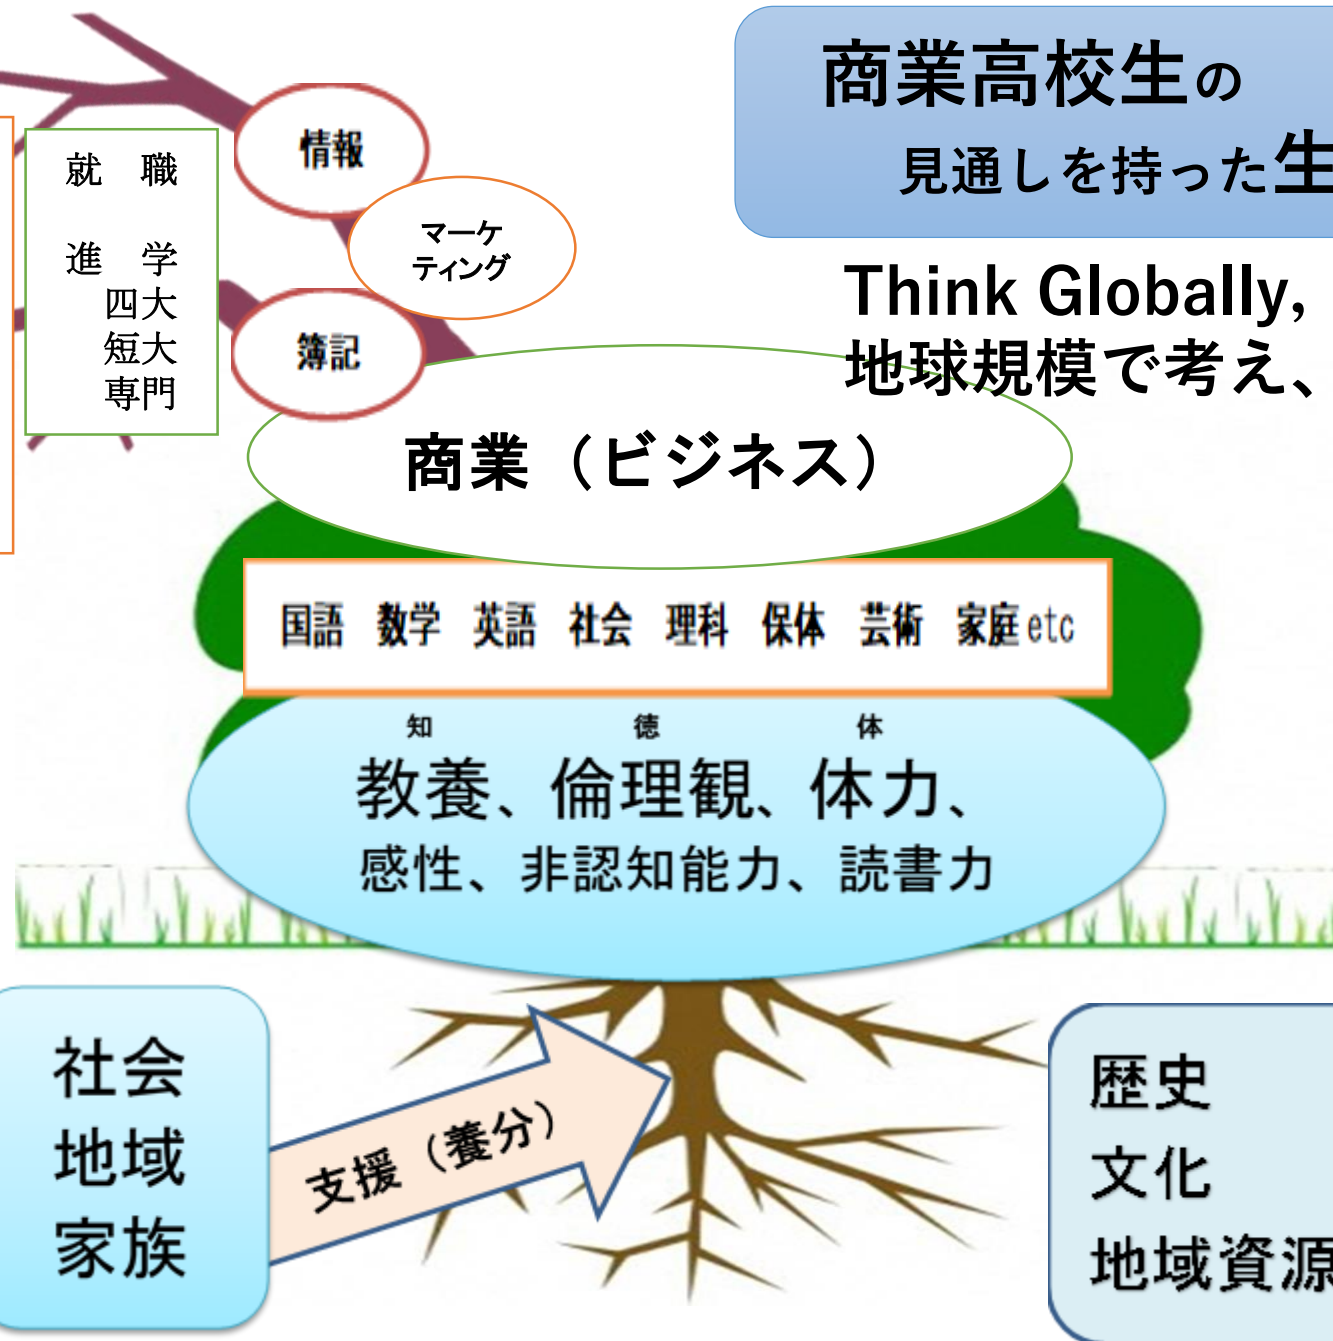 商業高校生の
見通しを持った生
Think Globally,
地球規模で考え、
情報
マーケ
ティング
簿記
就　職
進　学
四大
短大
専門
商業（ビジネス）
国語　数学　英語　社会　理科　保体　芸術　家庭 etc
知　徳　体
教養、倫理観、体力、
感性、非認知能力、読書力
社会
地域
家族
支援（養分）
歴史
文化
地域資源